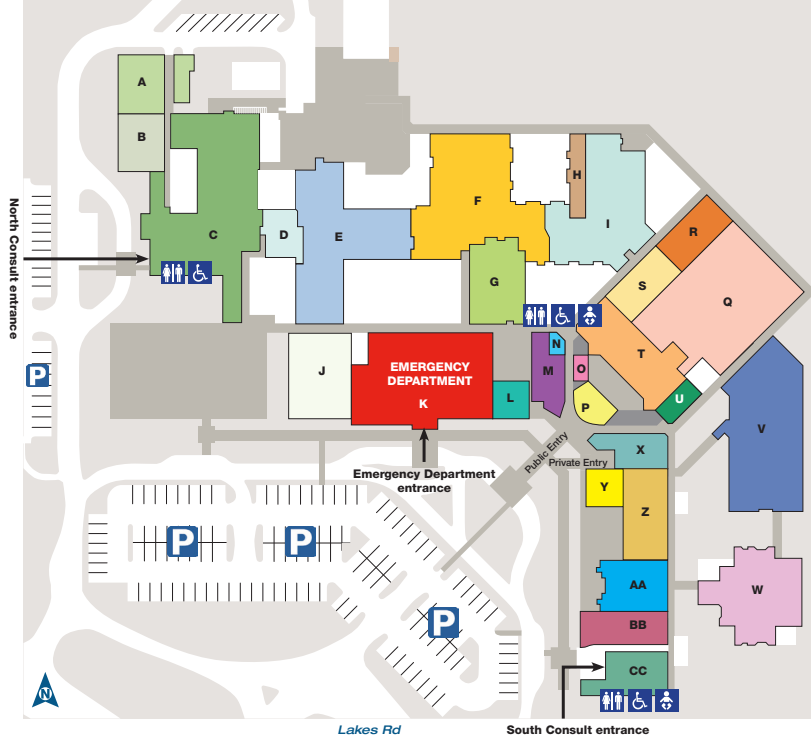 A
B
C
D
E
F
G
H
I
R
S
Q
T
U
V
J
EMERGENCY
DEPARTMENT
K
L
M
N
O
P
X
Y
Z
AA
BB
CC
W
North Consult entrance
P
Public Entry
Private Entry
Emergency Department
entrance
P
P
P
N
Lakes Rd
South Consult entrance